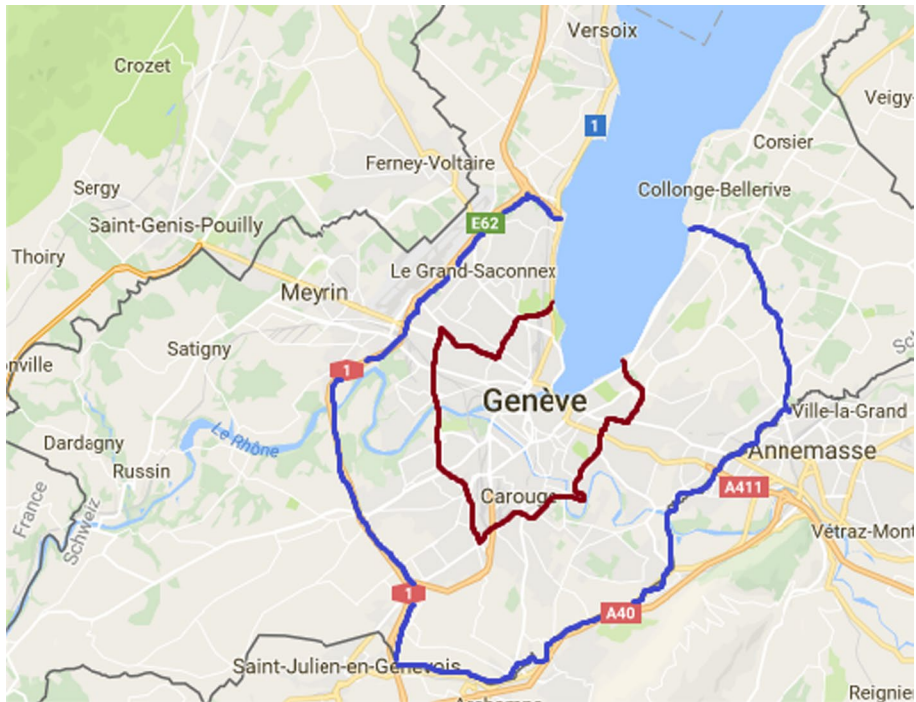 Versoix
Crozet
Veigy-
1
Corsier
Ferney-Voltaire
Sergy
Collonge-Bellerive
Saint-Genis-Pouilly
E62
Thoiry
Le Grand-Saconnex
Meyrin
Satigny
onville
1
Genève
Ville-la-Grand
Le Rhône
Dardagny
Annemasse
Russin
A411
Carouge
France
Schweiz
Vétraz-Mont
1
A40
Saint-Julien-en-Genevois
Reignier